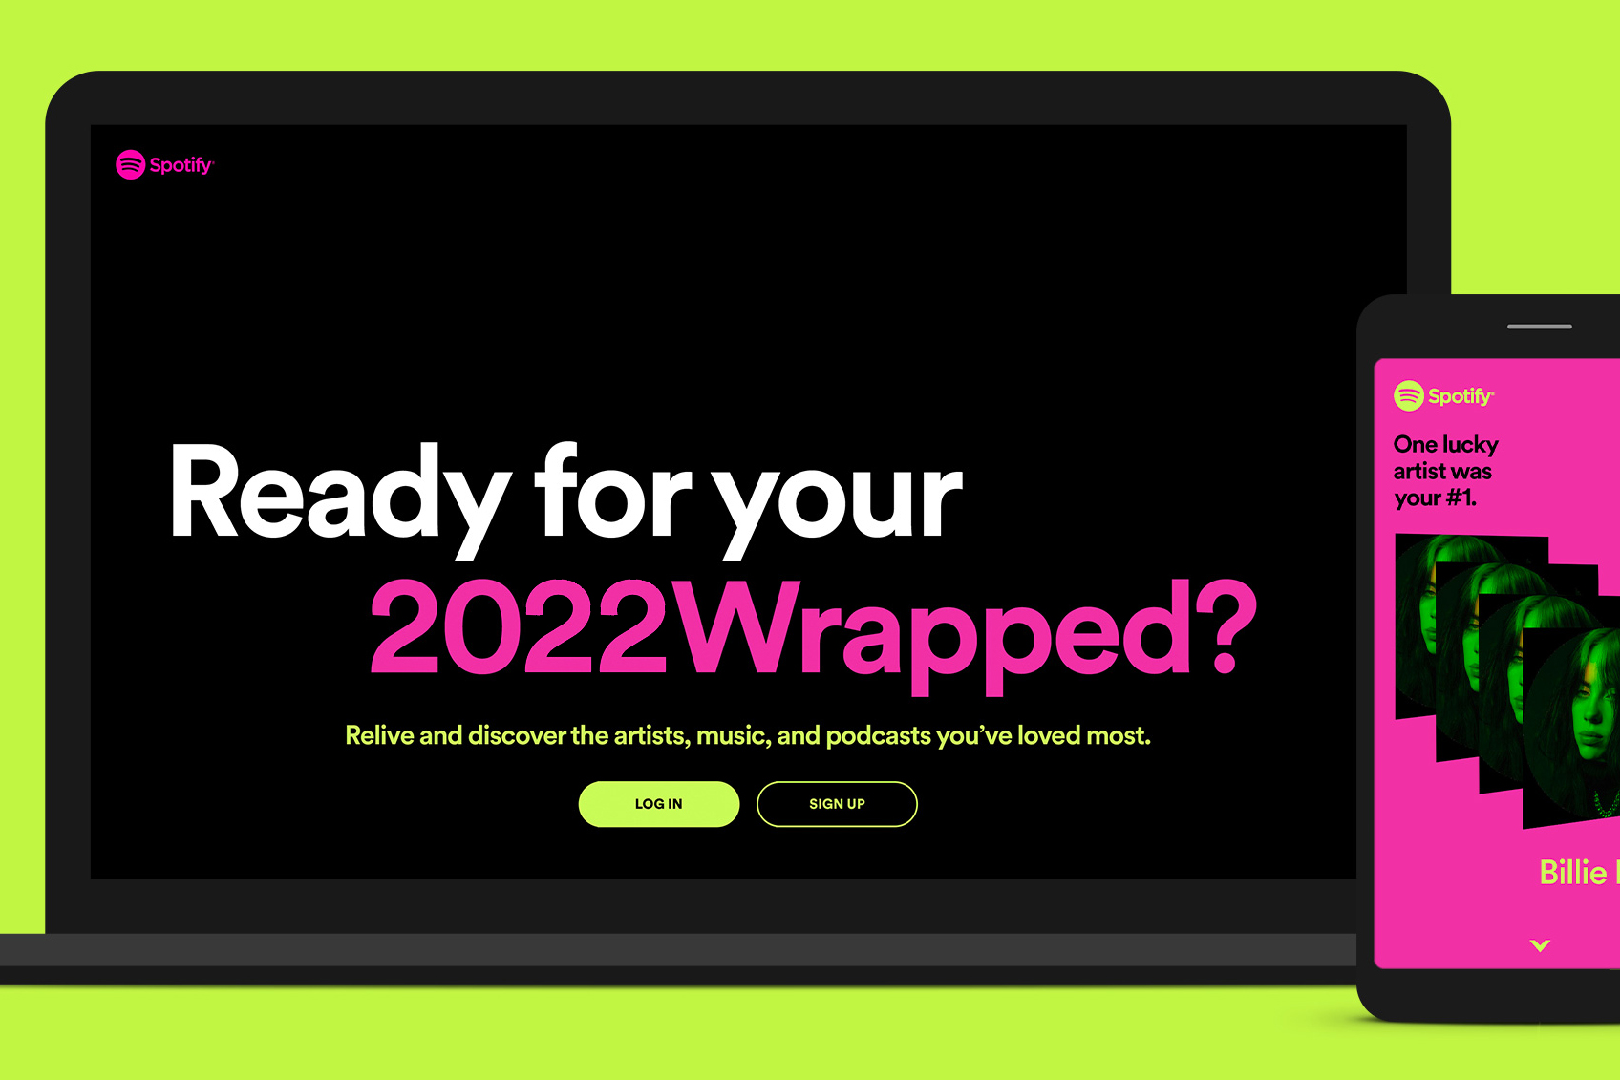 Spotify
Ready for your
2022Wrapped?
Relive and discover the artists, music, and podcasts you've loved most.
LOG IN
SIGN UP
Spotify
One lucky
artist was
your #1.
Billie